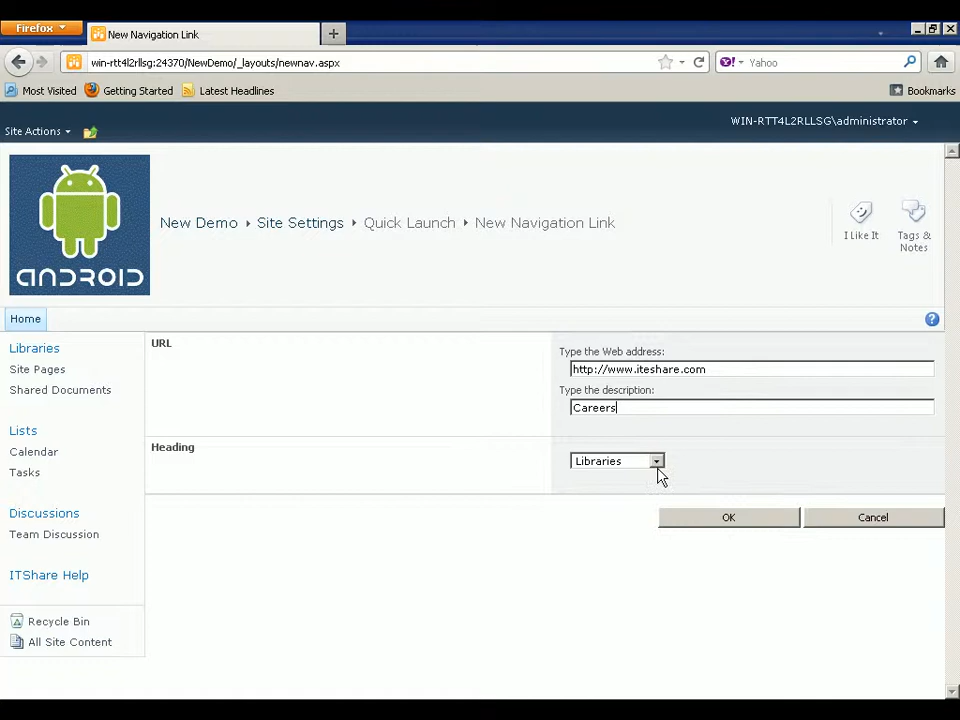 Firefox
New Navigation Link
win-rtt4l2rllsg:24370/NewDemo/_layouts/newnav.aspx
Yahoo
Most Visited
Getting Started
Latest Headlines
Bookmarks
Site Actions
WIN-RTT4L2RLLSG\administrator
ANDROID
New Demo
Site Settings
Quick Launch
New Navigation Link
I Like It
Tags &
Notes
Home
Libraries
Site Pages
Shared Documents
Lists
Calendar
Tasks
Discussions
Team Discussion
ITShare Help
Recycle Bin
All Site Content
URL
Type the Web address:
http://www.iteshare.com
Type the description:
Careers
Heading
Libraries
OK
Cancel